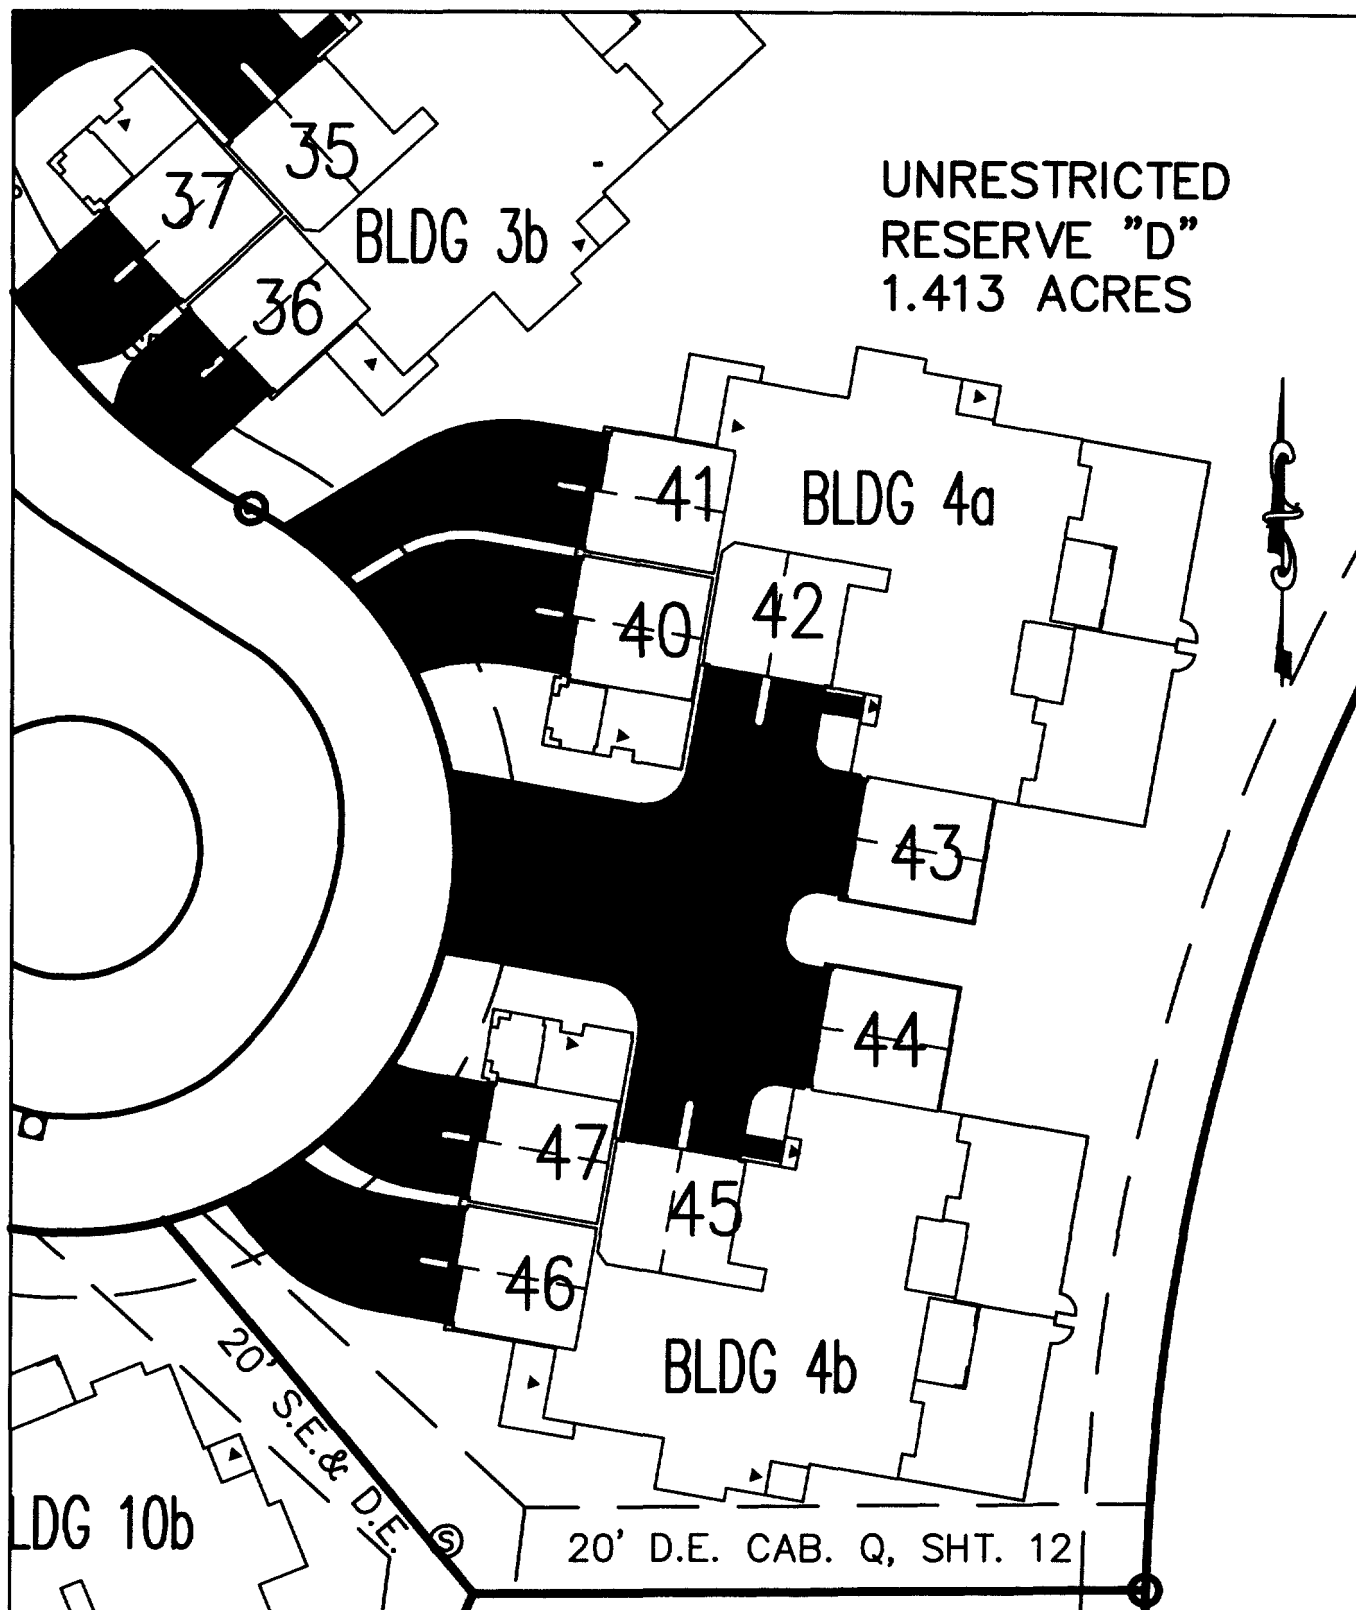 35
37
BLDG 3b
36
UNRESTRICTED
RESERVE "D"
1.413 ACRES
41
BLDG 4a
40
42
43
44
47
45
46
BLDG 4b
20' S.E.& D.E.
LDG 10b
S
20' D.E. CAB. Q, SHT. 12